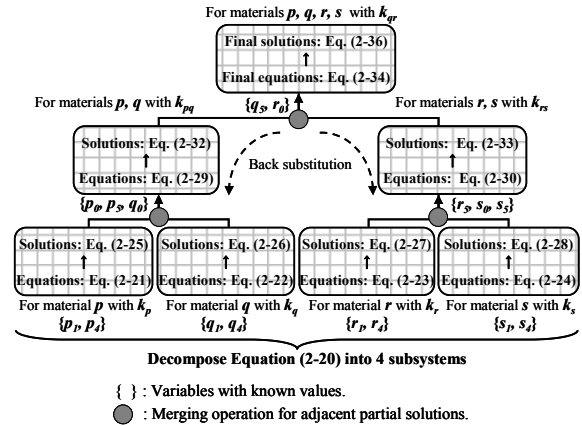 For materials p, q, r, s with k_qr
Final solutions: Eq. (2-36)
↑
Final equations: Eq. (2-34)
For materials p, q with k_pq
{q_5, r_0}
For materials r, s with k_rs
Solutions: Eq. (2-32)
↑
Equations: Eq. (2-29)
Back substitution
Solutions: Eq. (2-33)
↑
Equations: Eq. (2-30)
{p_0, p_5, q_0}
{r_5, s_0, s_5}
Solutions: Eq. (2-25)
↑
Equations: Eq. (2-21)
Solutions: Eq. (2-26)
↑
Equations: Eq. (2-22)
Solutions: Eq. (2-27)
↑
Equations: Eq. (2-23)
Solutions: Eq. (2-28)
↑
Equations: Eq. (2-24)
For material p with k_p
{p_1, p_4}
For material q with k_q
{q_1, q_4}
For material r with k_r
{r_1, r_4}
For material s with k_s
{s_1, s_4}
Decompose Equation (2-20) into 4 subsystems
{ } : Variables with known values.
: Merging operation for adjacent partial solutions.